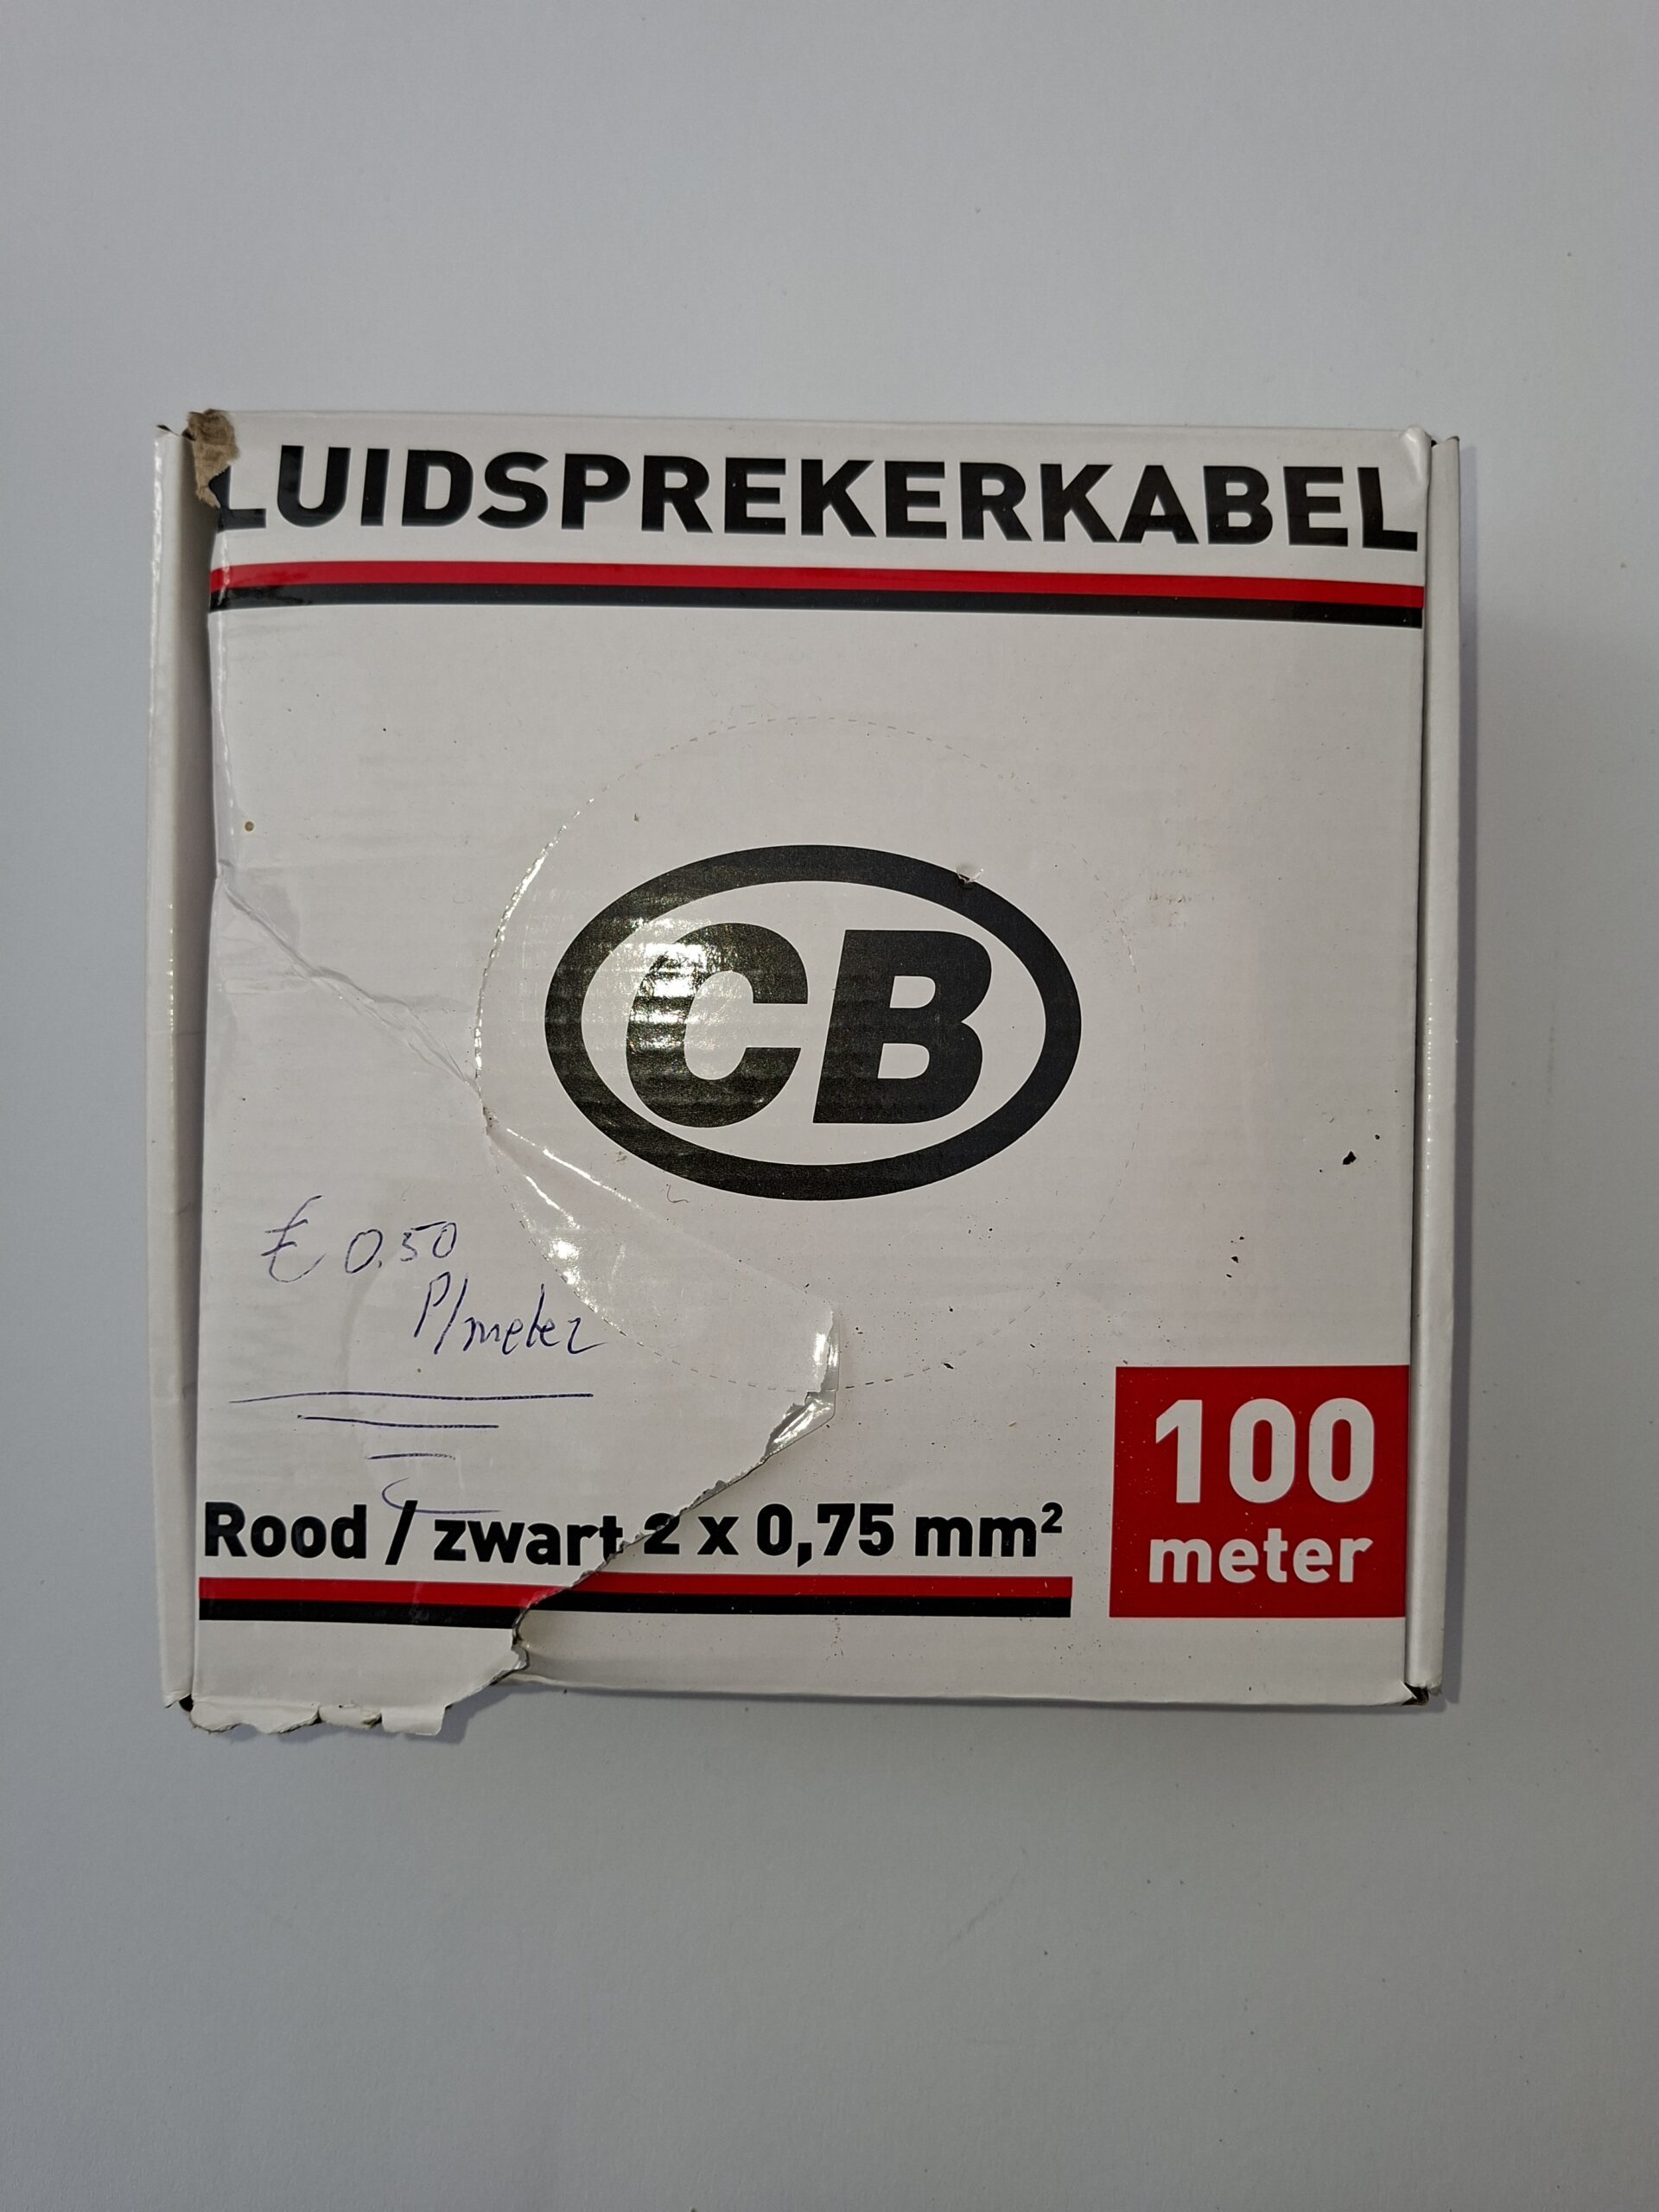 LUIDSPREKERKABEL
CB
€ 0.50
P/meter
Rood / zwart 2 x 0,75 mm²
100
meter